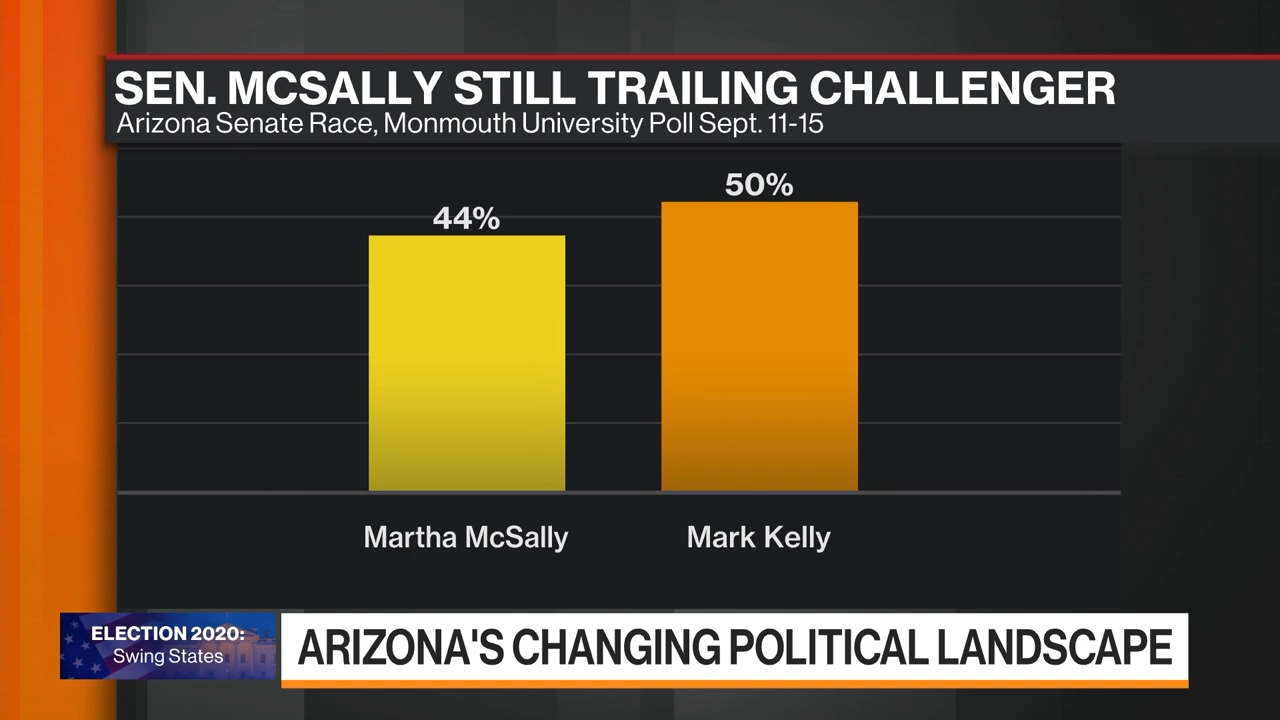 SEN. MCSALLY STILL TRAILING CHALLENGER
Arizona Senate Race, Monmouth University Poll Sept. 11-15
44%
50%
Martha McSally
Mark Kelly
ELECTION 2020:
Swing States
ARIZONA'S CHANGING POLITICAL LANDSCAPE